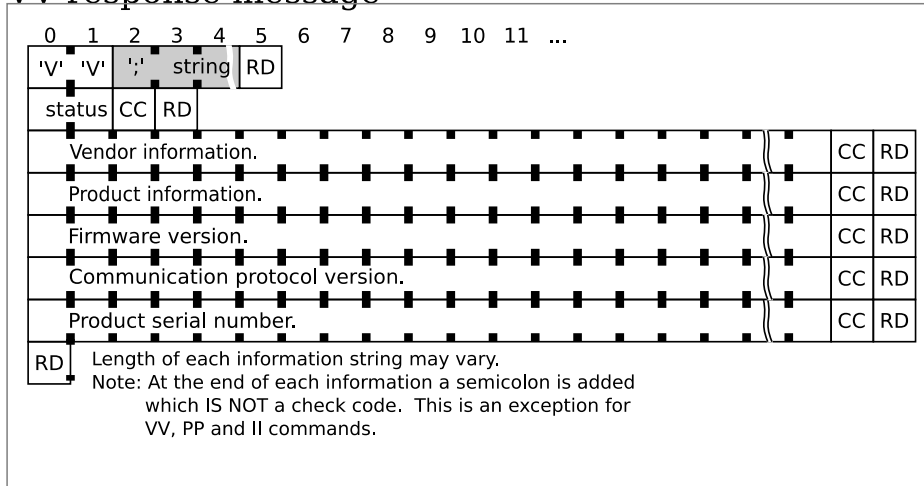 VV response message
0 1 2 3 4 5 6 7 8 9 10 11 ...
'V' 'V' ';' string RD
status CC RD
Vendor information. CC RD
Product information. CC RD
Firmware version. CC RD
Communication protocol version. CC RD
Product serial number. CC RD
RD Length of each information string may vary.
Note: At the end of each information a semicolon is added
which IS NOT a check code. This is an exception for
VV, PP and II commands.